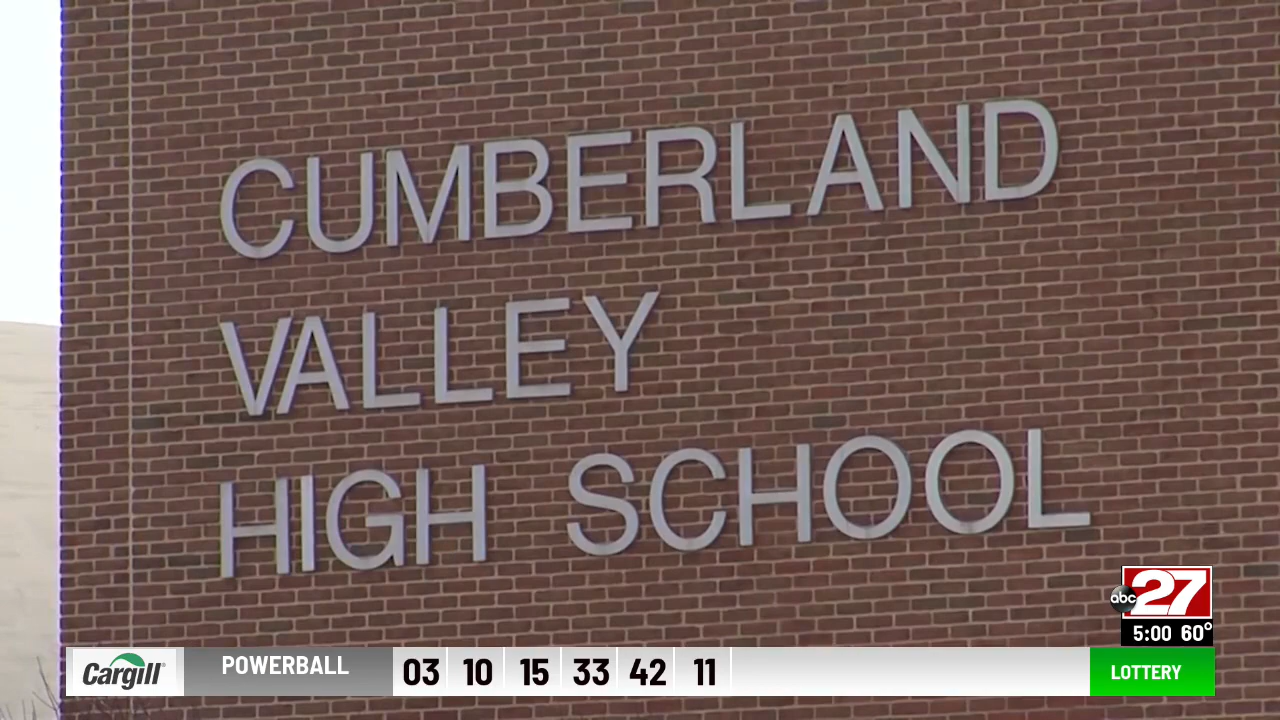 CUMBERLAND
VALLEY
HIGH SCHOOL
abc 27
5:00 60°
Cargill® POWERBALL 03 10 15 33 42 11 LOTTERY